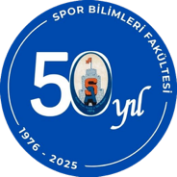 SPOR BİLİMLERİ FAKÜLTESİ
50 yıl
1976 - 2025